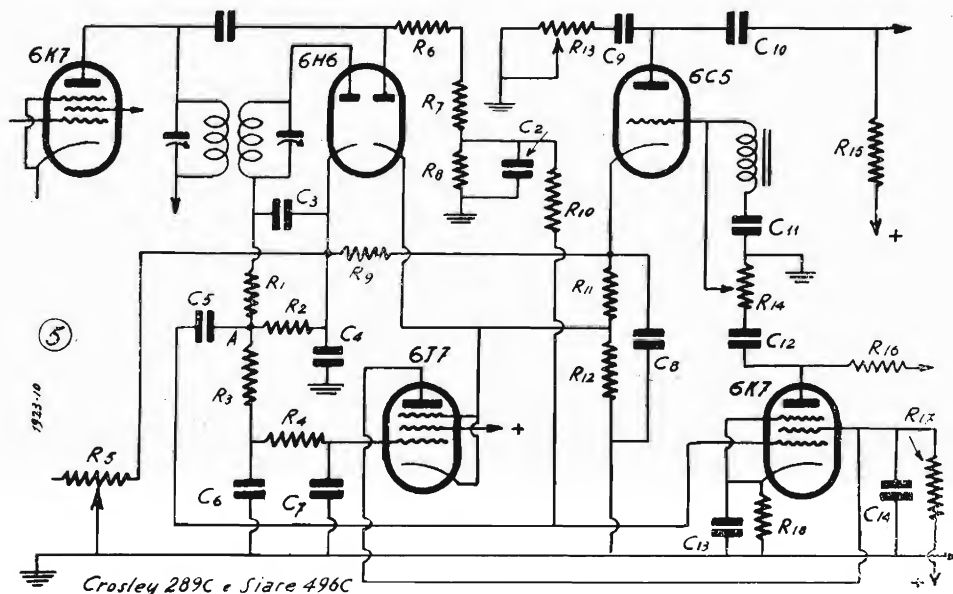 6K7
6H6
R6
R13
C9
C10
6C5
R7
C2
R8
R10
R15
C3
+
C11
R9
R1
R11
R14
C5
R2
A
C4
5
6J7
R12
C8
C12
R16
R3
6K7
1923-10
R4
+
R17
R5
C6
C7
C13
R18
C14
+
Crosley 289C e Siare 496C